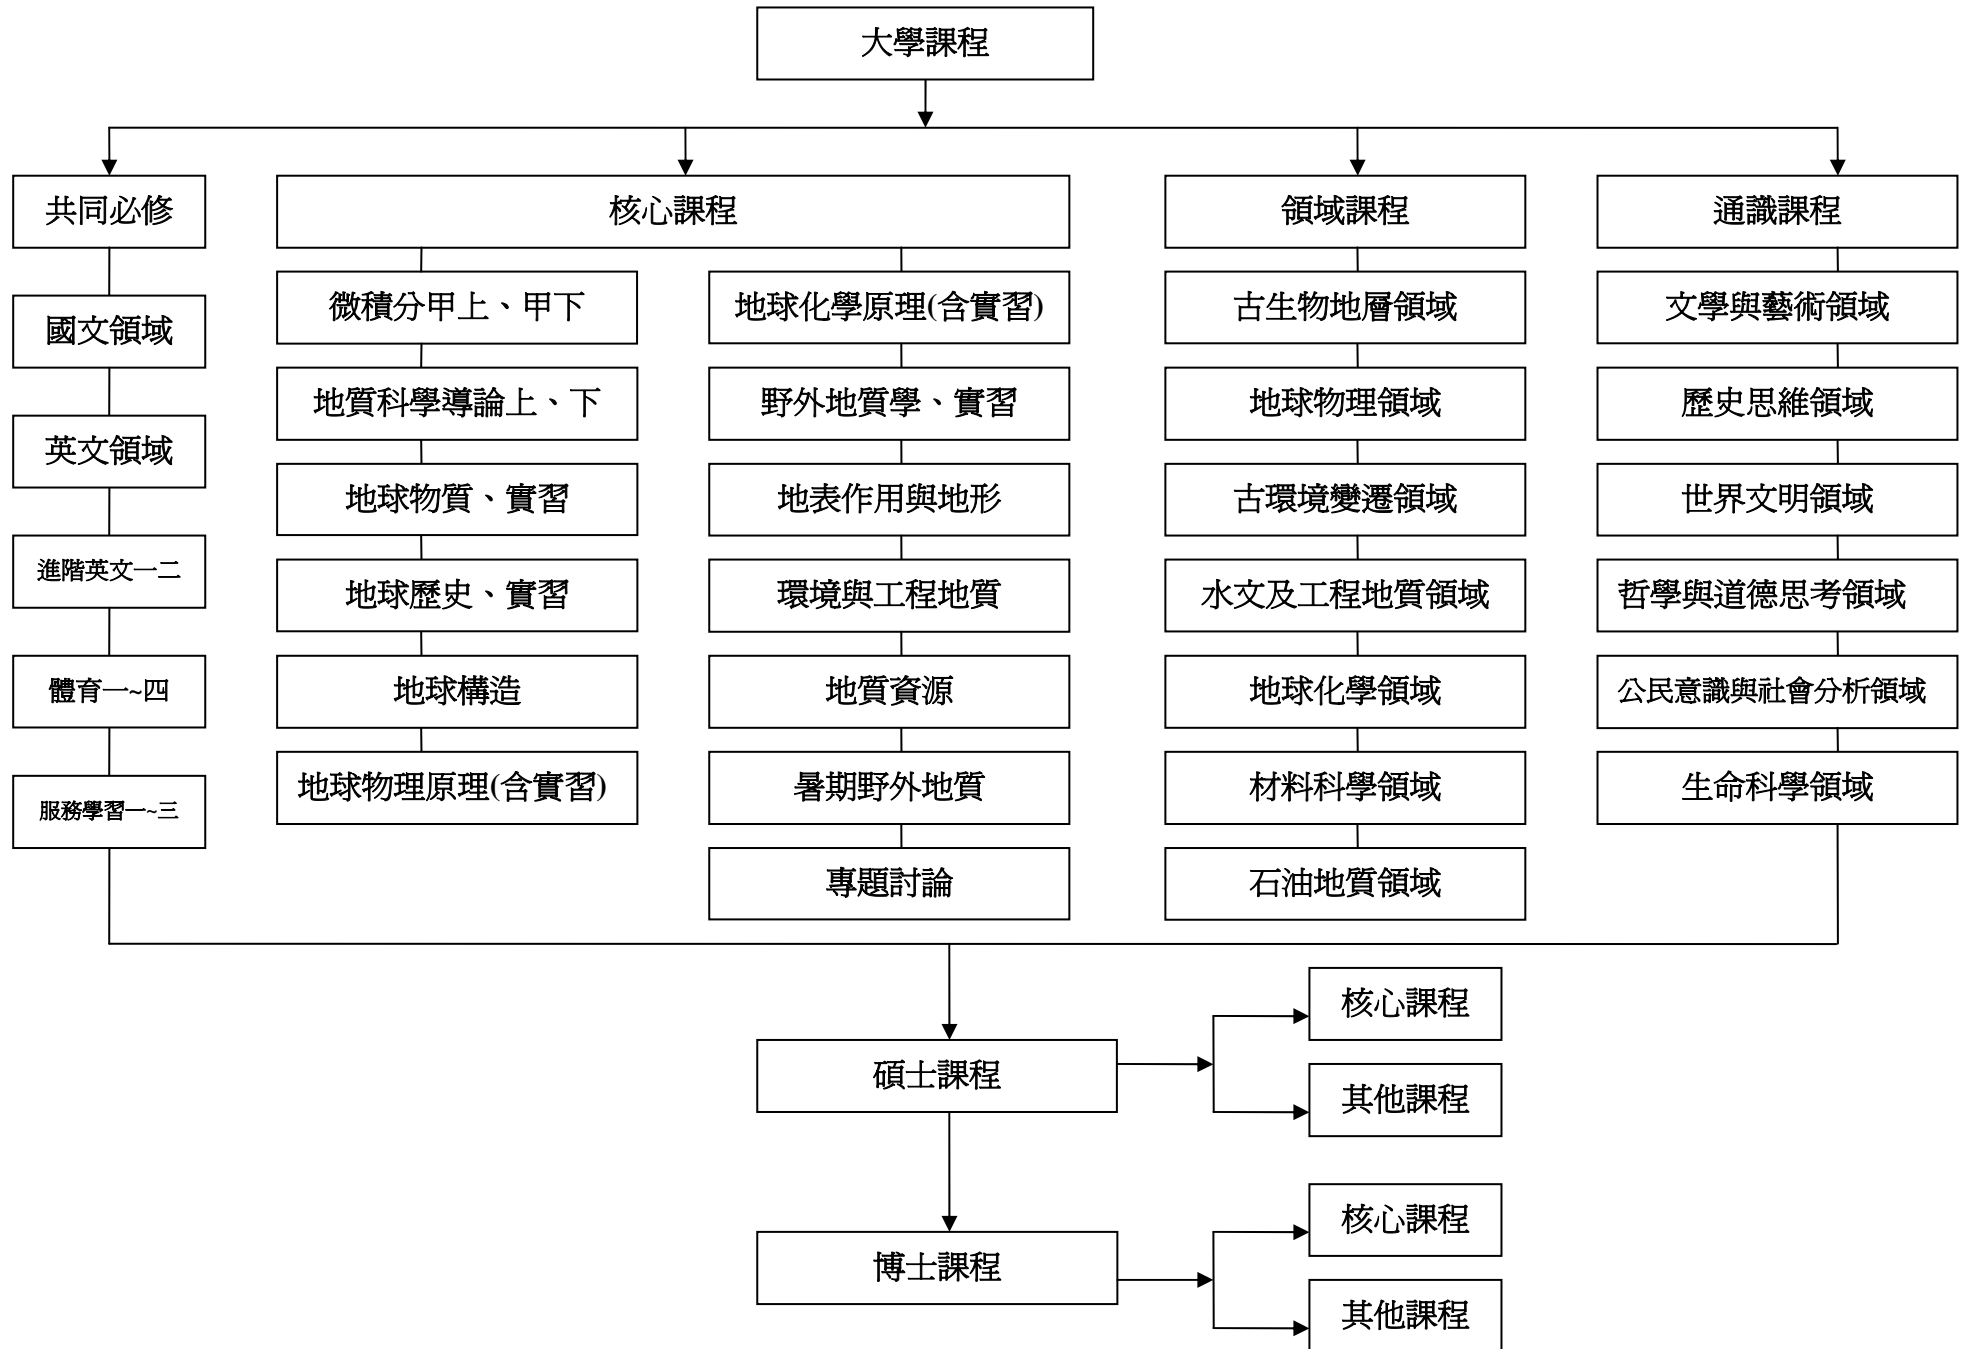 大學課程
共同必修
國文領域
英文領域
進階英文一二
體育一~四
服務學習一~三
核心課程
微積分甲上、甲下
地質科學導論上、下
地球物質、實習
地球歷史、實習
地球構造
地球物理原理(含實習)
地球化學原理(含實習)
野外地質學、實習
地表作用與地形
環境與工程地質
地質資源
暑期野外地質
專題討論
領域課程
古生物地層領域
地球物理領域
古環境變遷領域
水文及工程地質領域
地球化學領域
材料科學領域
石油地質領域
通識課程
文學與藝術領域
歷史思維領域
世界文明領域
哲學與道德思考領域
公民意識與社會分析領域
生命科學領域
碩士課程
核心課程
其他課程
博士課程
核心課程
其他課程